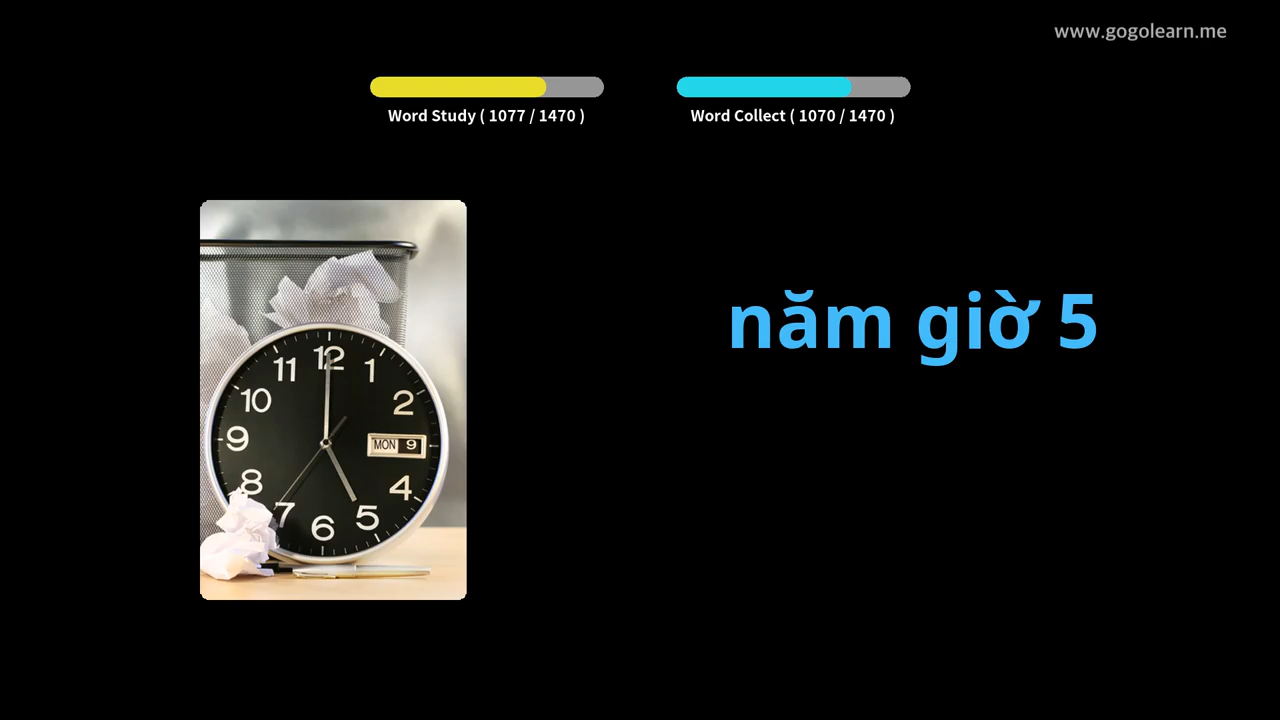 www.gogolearn.me
Word Study ( 1077 / 1470 )
Word Collect ( 1070 / 1470 )
năm giờ 5
12
11
1
10
2
9
MON 9
8
4
7
5
6